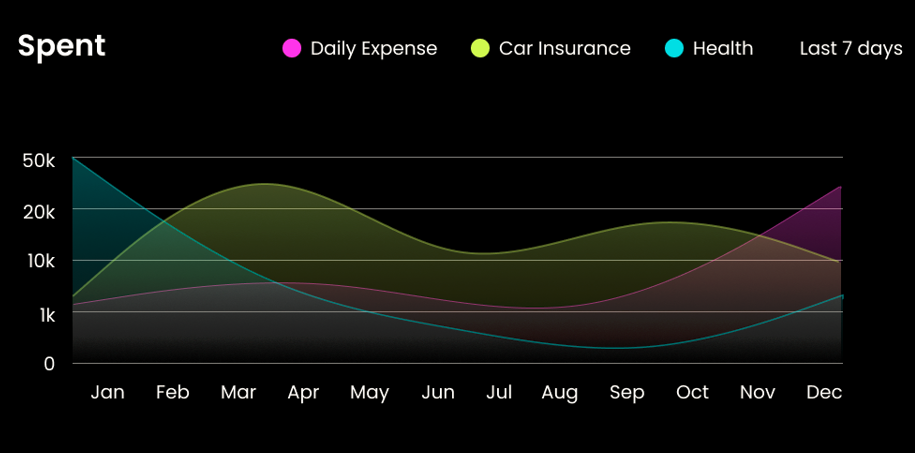 Spent
Daily Expense Car Insurance Health Last 7 days
50k
20k
10k
1k
0
Jan Feb Mar Apr May Jun Jul Aug Sep Oct Nov Dec